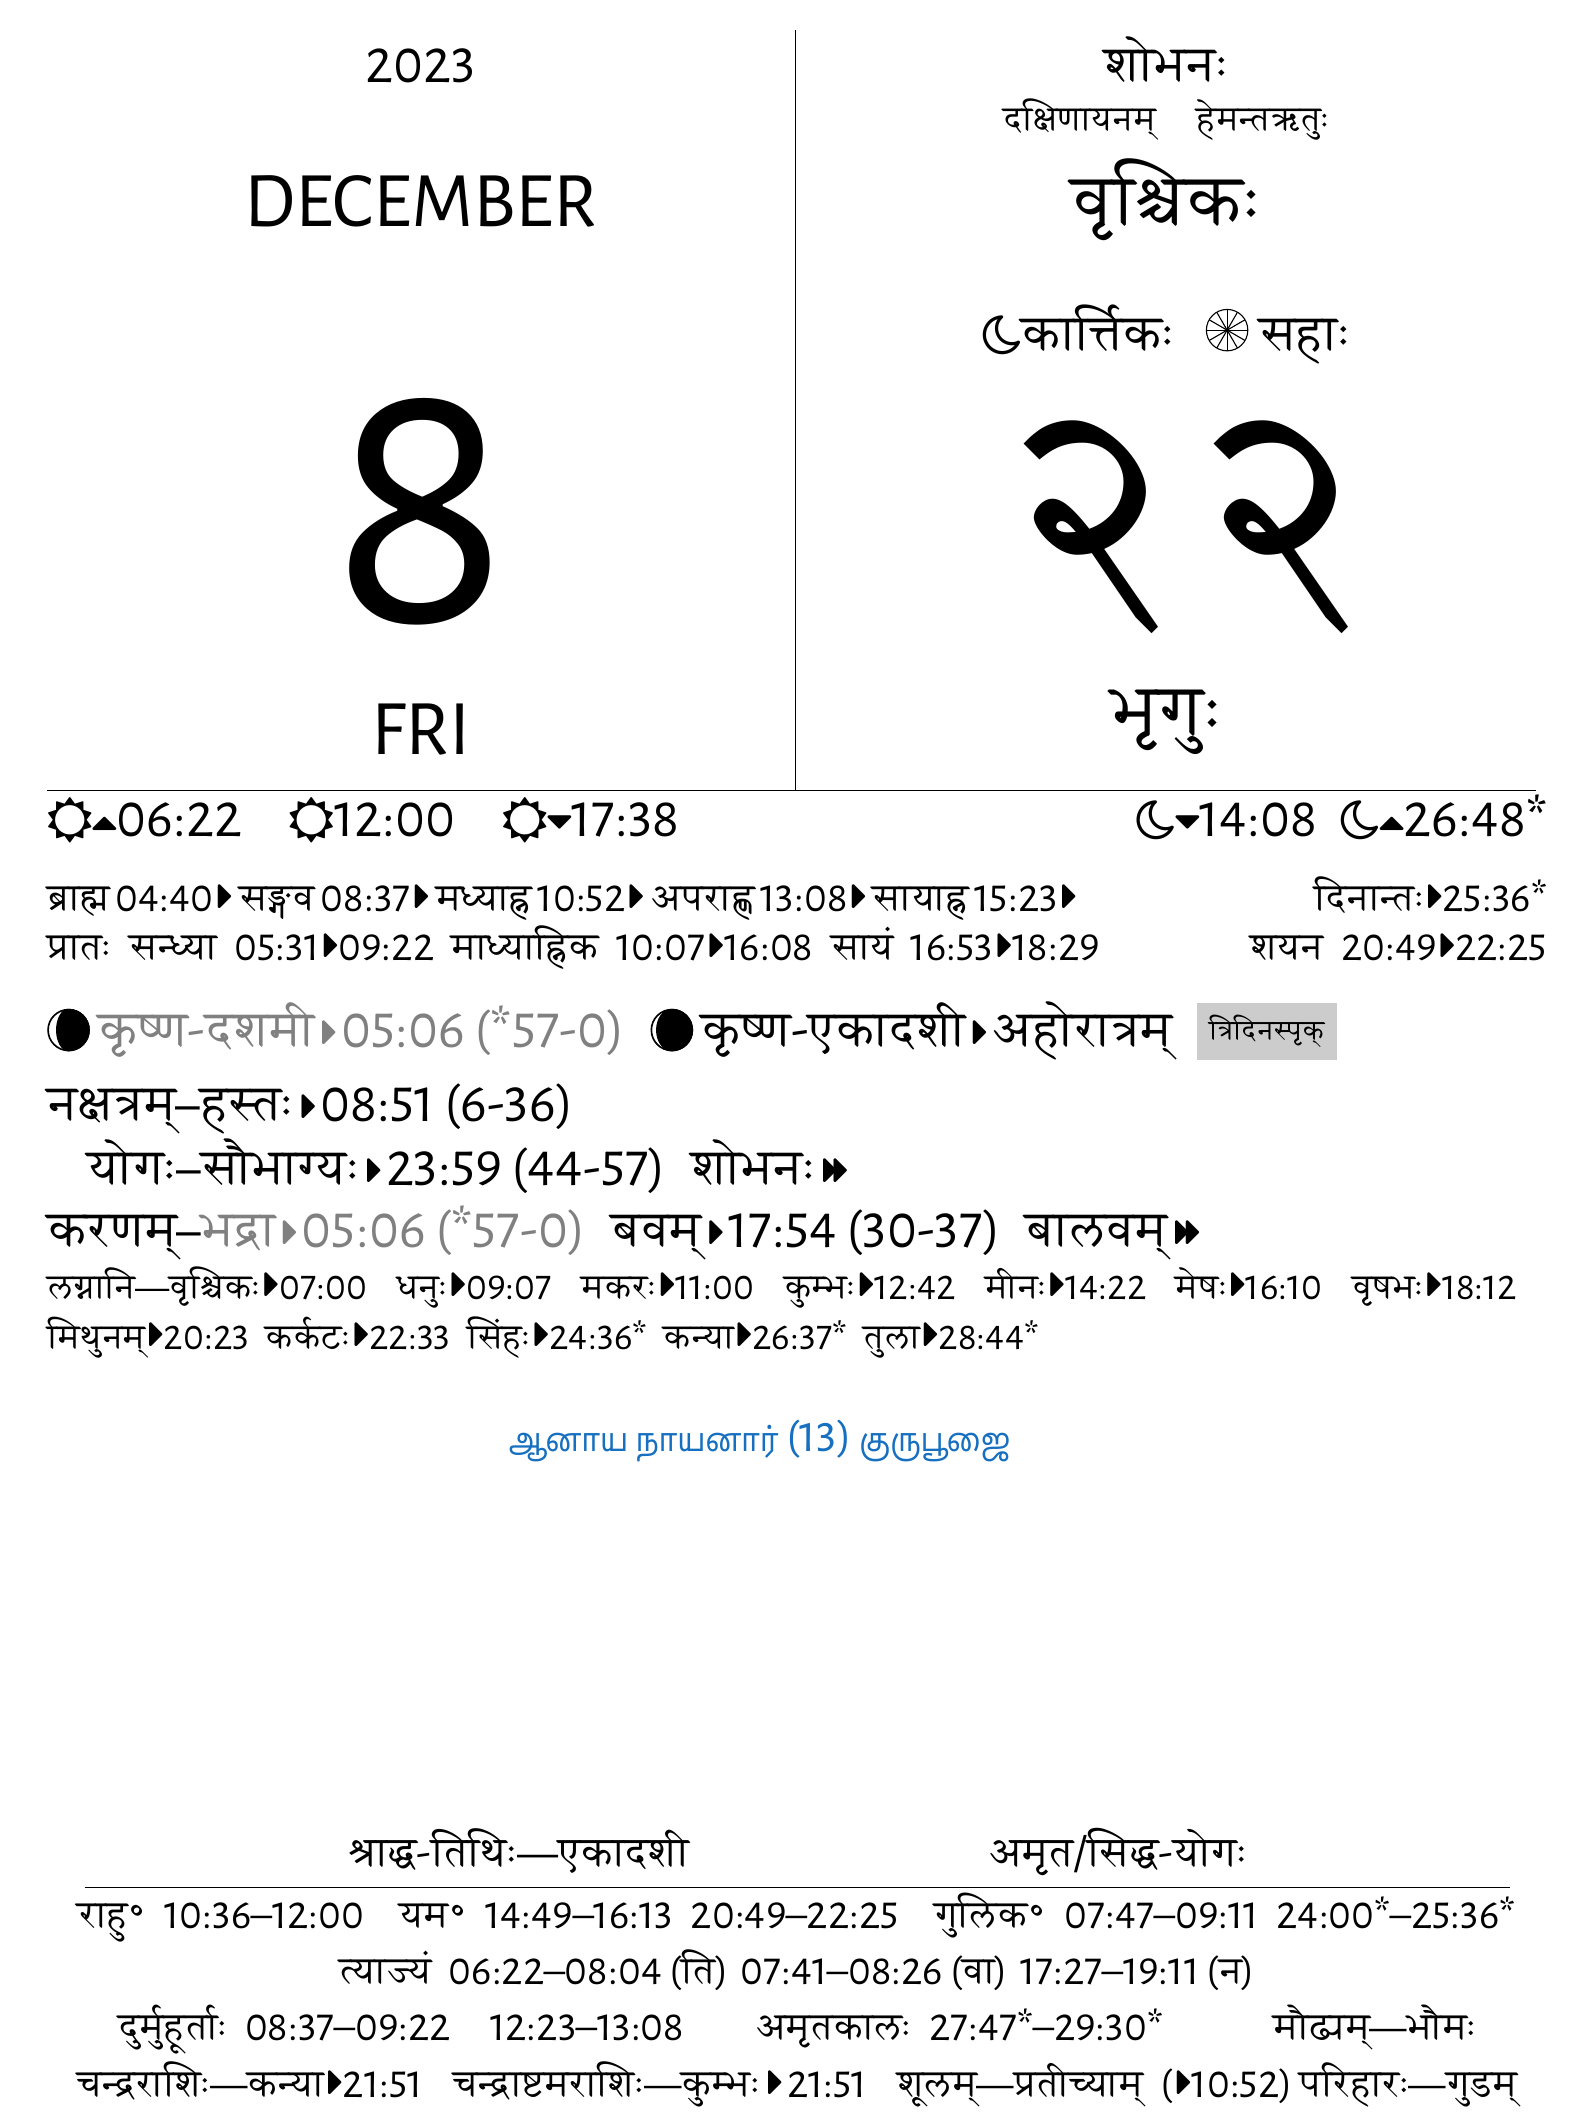 2023
DECEMBER
8
FRI
शोभनः
दक्षिणायनम् हेमन्तऋतुः
वृश्चिकः
कार्त्तिकः सहाः
२२
भृगुः
06:22 12:00 17:38 14:08 26:48*
ब्राह्म 04:40 सङ्गव 08:37 मध्याह्न 10:52 अपराह्ण 13:08 सायाह्न 15:23 दिनान्तः 25:36*
प्रातः सन्ध्या 05:31 09:22 माध्याह्निक 10:07 16:08 सायं 16:53 18:29 शयन 20:49 22:25
कृष्ण-दशमी 05:06 (*57-0) कृष्ण-एकादशी अहोरात्रम् त्रिदिनस्पृक्
नक्षत्रम्–हस्तः 08:51 (6-36)
योगः–सौभाग्यः 23:59 (44-57) शोभनः
करणम्–भद्रा 05:06 (*57-0) बवम् 17:54 (30-37) बालवम्
लग्नानि—वृश्चिकः 07:00 धनुः 09:07 मकरः 11:00 कुम्भः 12:42 मीनः 14:22 मेषः 16:10 वृषभः 18:12
मिथुनम् 20:23 कर्कटः 22:33 सिंहः 24:36* कन्या 26:37* तुला 28:44*
ஆனாய நாயனார் (13) குருபூஜை
श्राद्ध-तिथिः—एकादशी अमृत/सिद्ध-योगः
राहु° 10:36–12:00 यम° 14:49–16:13 20:49–22:25 गुलिक° 07:47–09:11 24:00*–25:36*
त्याज्यं 06:22–08:04 (ति) 07:41–08:26 (वा) 17:27–19:11 (न)
दुर्मुहूर्ताः 08:37–09:22 12:23–13:08 अमृतकालः 27:47*–29:30* मौढ्यम्—भौमः
चन्द्रराशिः—कन्या 21:51 चन्द्राष्टमराशिः—कुम्भः 21:51 शूलम्—प्रतीच्याम् (10:52) परिहारः—गुडम्